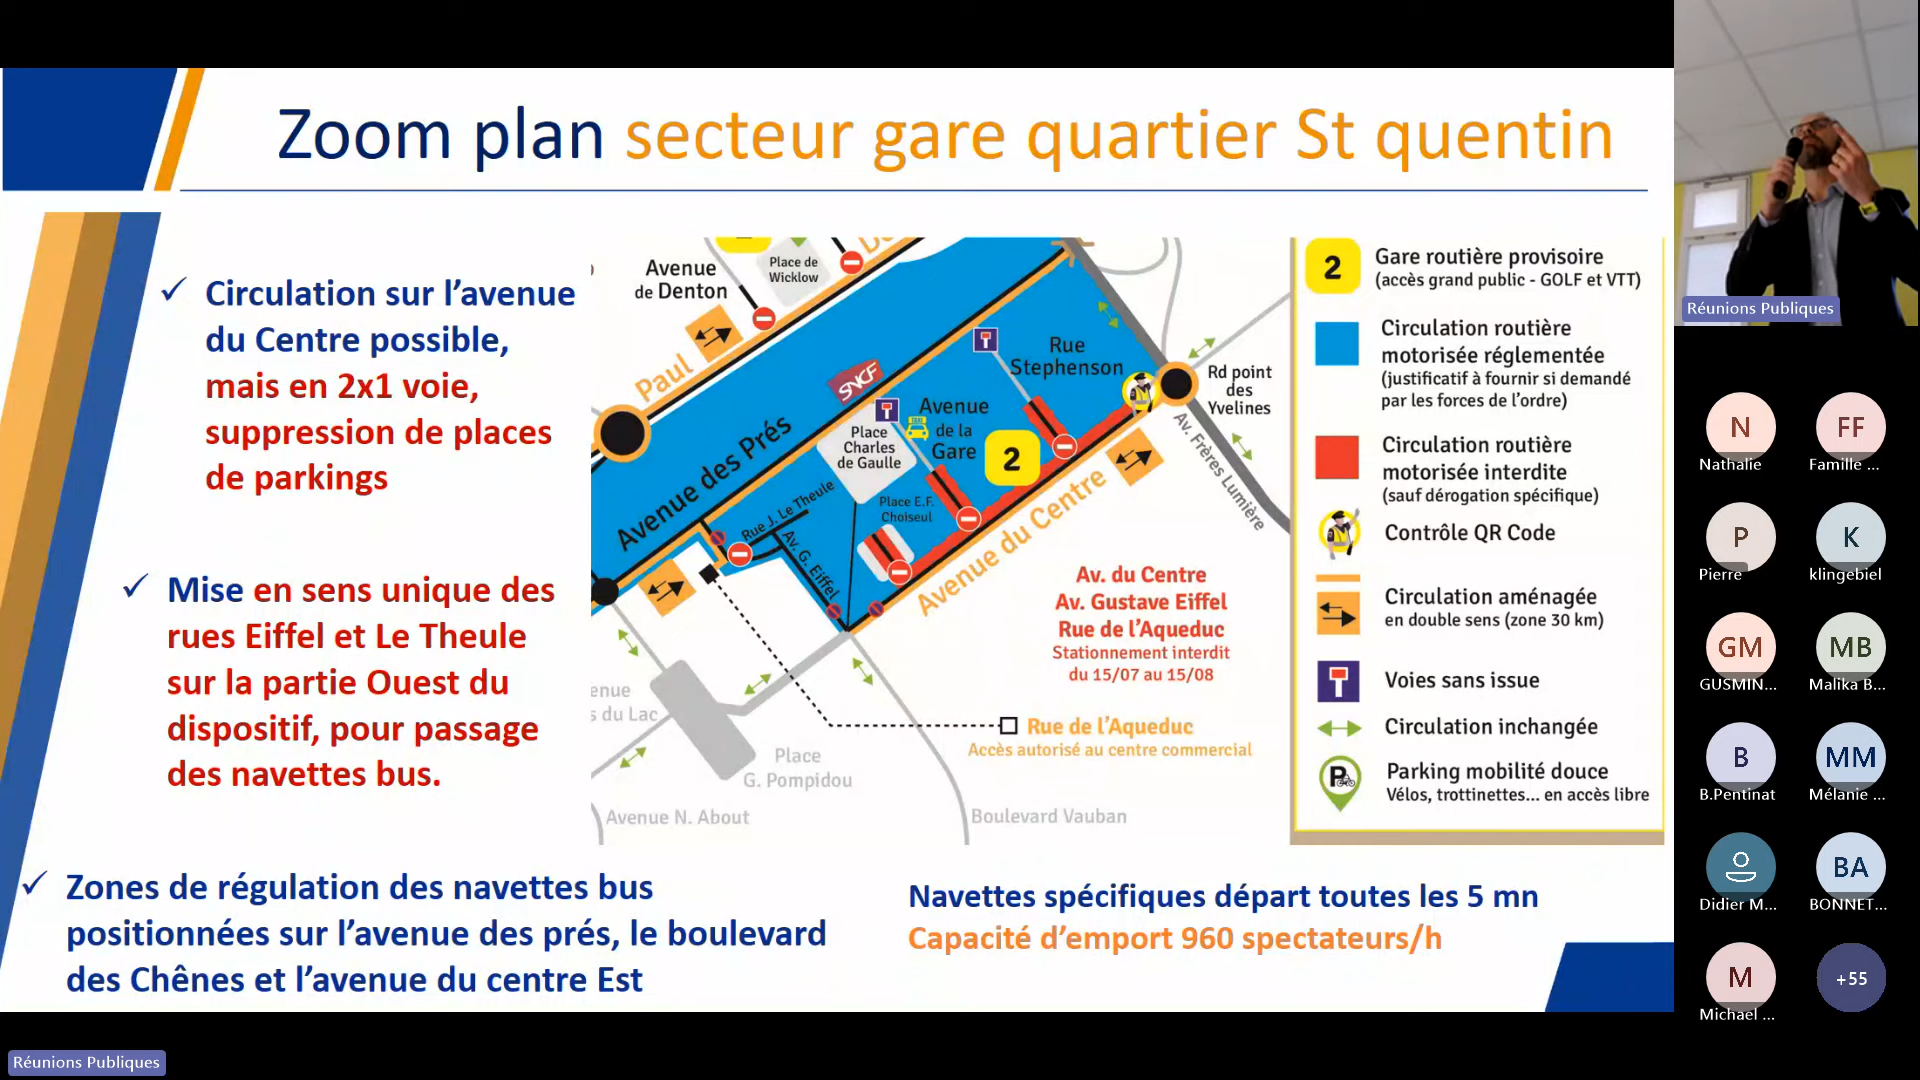 Zoom plan secteur gare quartier St quentin
✓ Circulation sur l’avenue
du Centre possible,
mais en 2x1 voie,
suppression de places
de parkings
✓ Mise en sens unique des
rues Eiffel et Le Theule
sur la partie Ouest du
dispositif, pour passage
des navettes bus.
✓ Zones de régulation des navettes bus
positionnées sur l’avenue des prés, le boulevard
des Chênes et l’avenue du centre Est
Avenue
de Denton
Place de
Wicklow
Paul
SNCF
Avenue des Prés
Place
Charles
de Gaulle
Avenue
de la
Gare
Rue
Stephenson
2
Rd point
des
Yvelines
Av. Frères Lumière
Place E.F.
Choiseul
Rue J. Le Theule
Av. G. Eiffel
Avenue du Centre
Av. du Centre
Av. Gustave Eiffel
Rue de l’Aqueduc
Stationnement interdit
du 15/07 au 15/08
Rue de l’Aqueduc
Accès autorisé au centre commercial
enue
s du Lac
Place
G. Pompidou
Avenue N. About
Boulevard Vauban
2 Gare routière provisoire
(accès grand public - GOLF et VTT)
Circulation routière
motorisée réglementée
(justificatif à fournir si demandé
par les forces de l’ordre)
Circulation routière
motorisée interdite
(sauf dérogation spécifique)
Contrôle QR Code
Circulation aménagée
en double sens (zone 30 km)
Voies sans issue
Circulation inchangée
P Parking mobilité douce
Vélos, trottinettes... en accès libre
Navettes spécifiques départ toutes les 5 mn
Capacité d’emport 960 spectateurs/h
Réunions Publiques
N
Nathalie
FF
Famille ...
P
Pierre
K
klingebiel
GM
GUSMIN...
MB
Malika B...
B
B.Pentinat
MM
Mélanie ...
Didier M...
BA
BONNET...
M
Michael ...
+55
Réunions Publiques